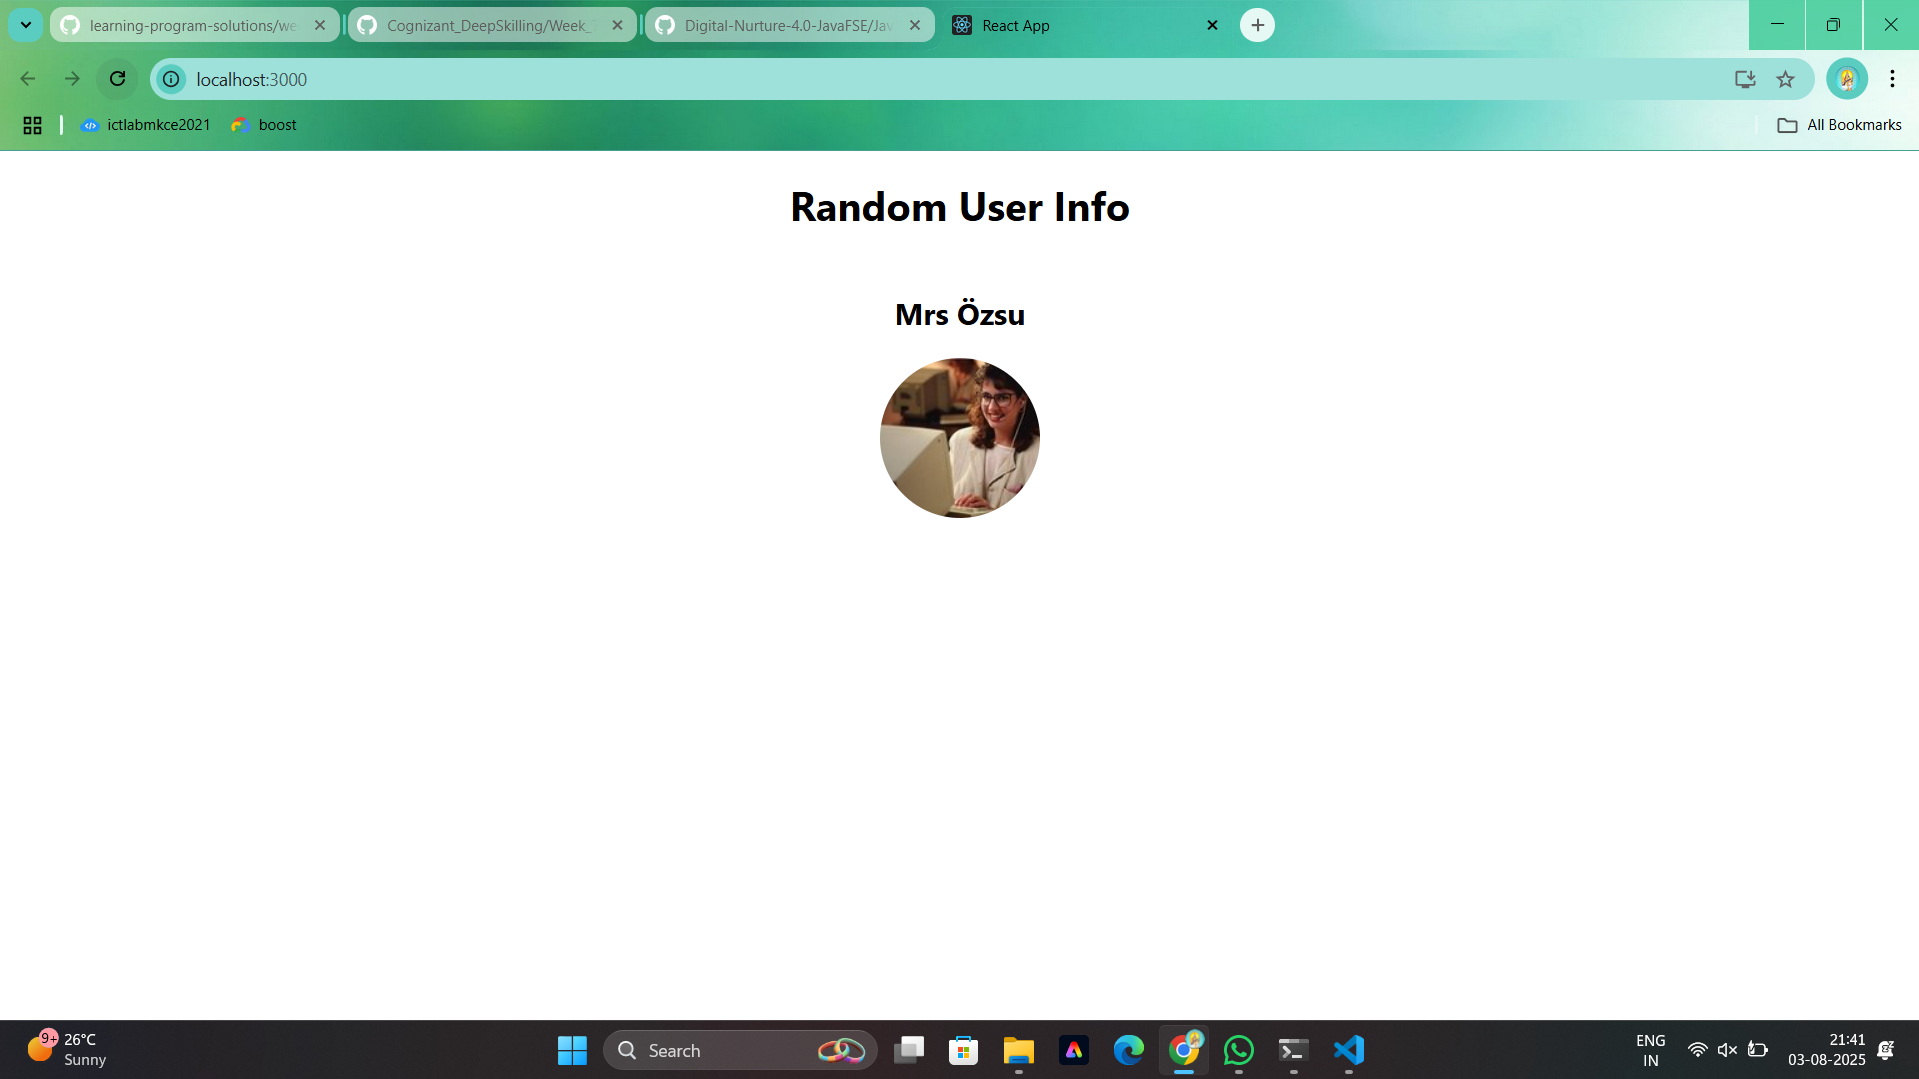 learning-program-solutions/we
Cognizant_DeepSkilling/Week_
Digital-Nurture-4.0-JavaFSE/Jav
React App
localhost:3000
ictlabmkce2021
boost
All Bookmarks
Random User Info
Mrs Özsu
9+
26°C
Sunny
Search
ENG
IN
21:41
03-08-2025